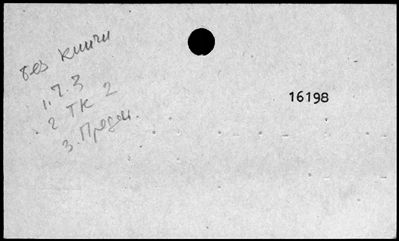 без книги
1. 7. 3
2 ТК 2
3. Предм.
16198